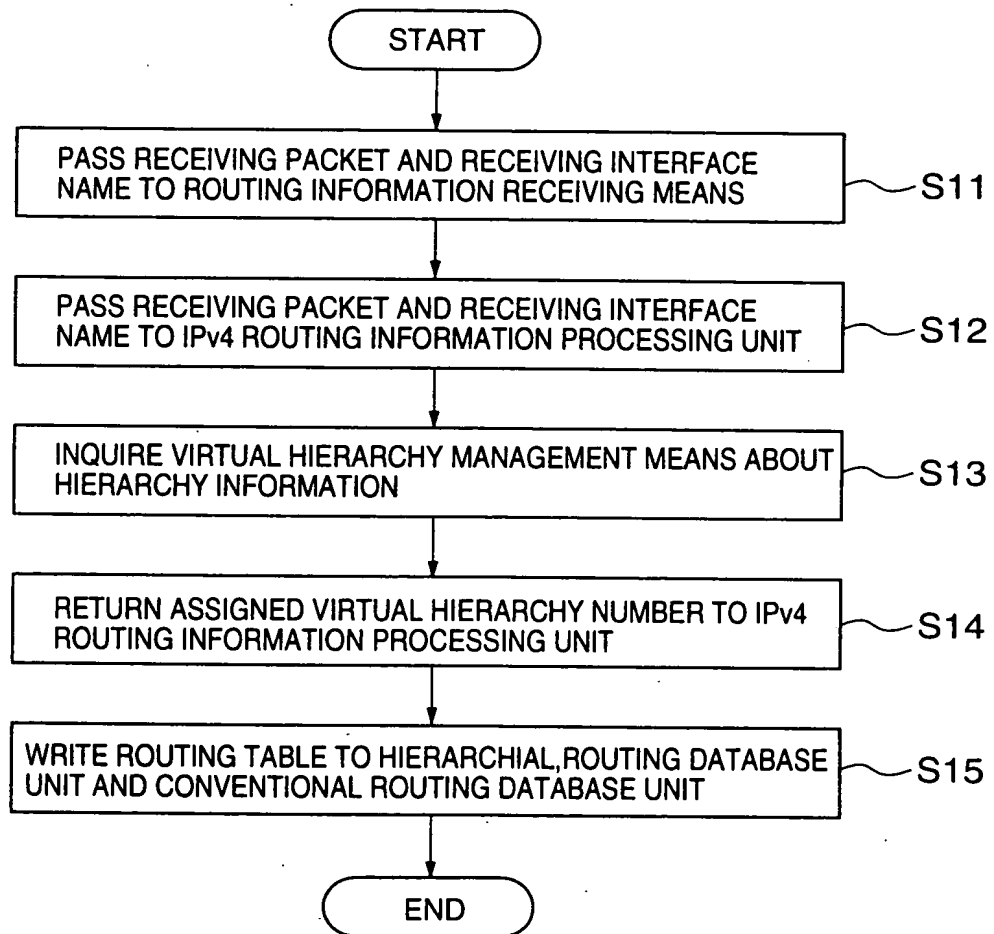 START
PASS RECEIVING PACKET AND RECEIVING INTERFACE
NAME TO ROUTING INFORMATION RECEIVING MEANS
S11
PASS RECEIVING PACKET AND RECEIVING INTERFACE
NAME TO IPv4 ROUTING INFORMATION PROCESSING UNIT
S12
INQUIRE VIRTUAL HIERARCHY MANAGEMENT MEANS ABOUT
HIERARCHY INFORMATION
S13
RETURN ASSIGNED VIRTUAL HIERARCHY NUMBER TO IPv4
ROUTING INFORMATION PROCESSING UNIT
S14
WRITE ROUTING TABLE TO HIERARCHIAL,ROUTING DATABASE
UNIT AND CONVENTIONAL ROUTING DATABASE UNIT
S15
END